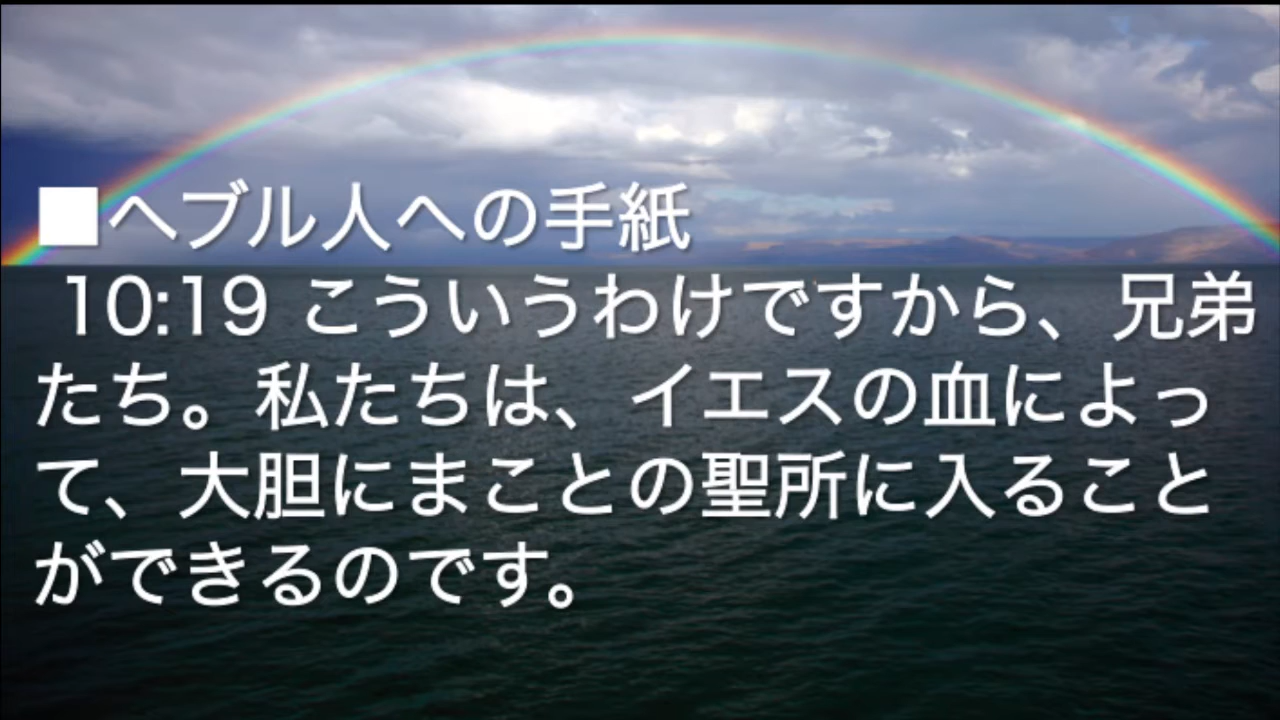 ■ヘブル人への手紙
10:19 こういうわけですから、兄弟
たち。私たちは、イエスの血によっ
て、大胆にまことの聖所に入ること
ができるのです。